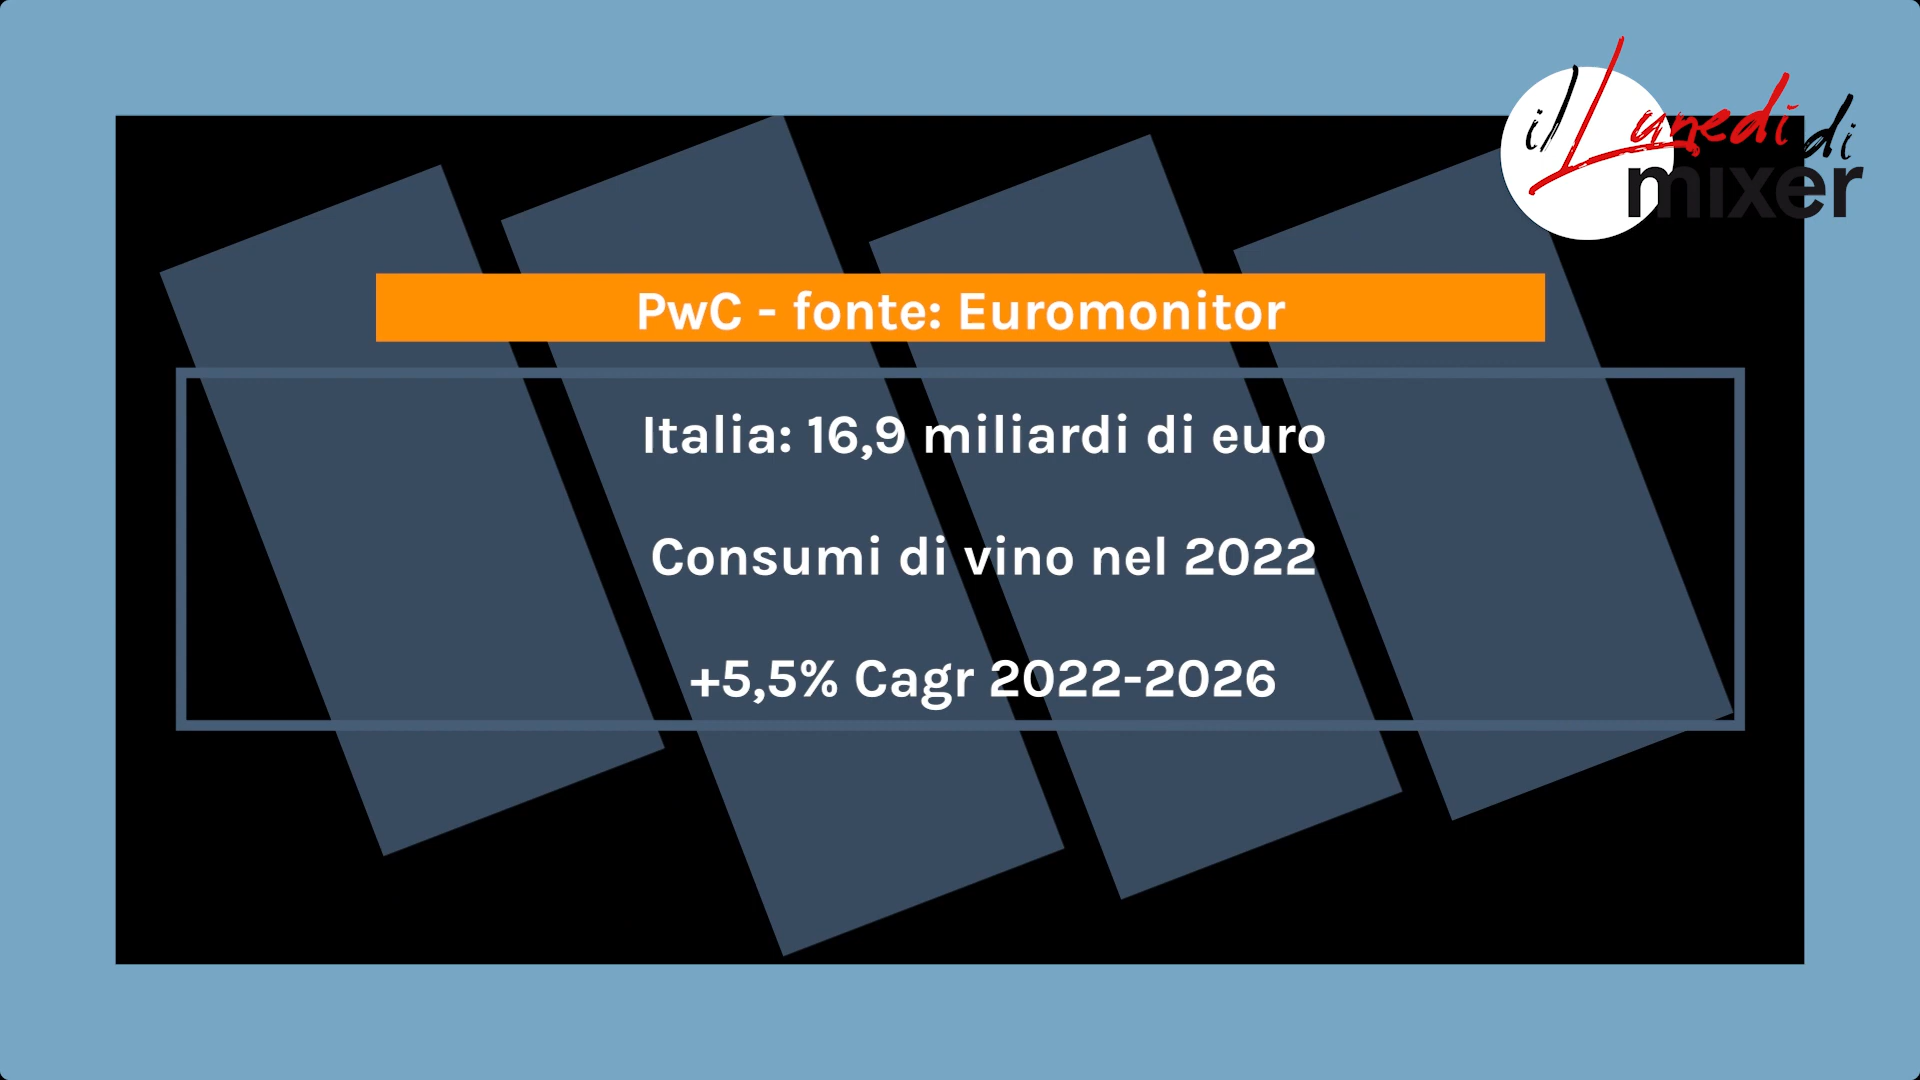 il Lunedì di
mixer
PwC - fonte: Euromonitor
Italia: 16,9 miliardi di euro
Consumi di vino nel 2022
+5,5% Cagr 2022-2026